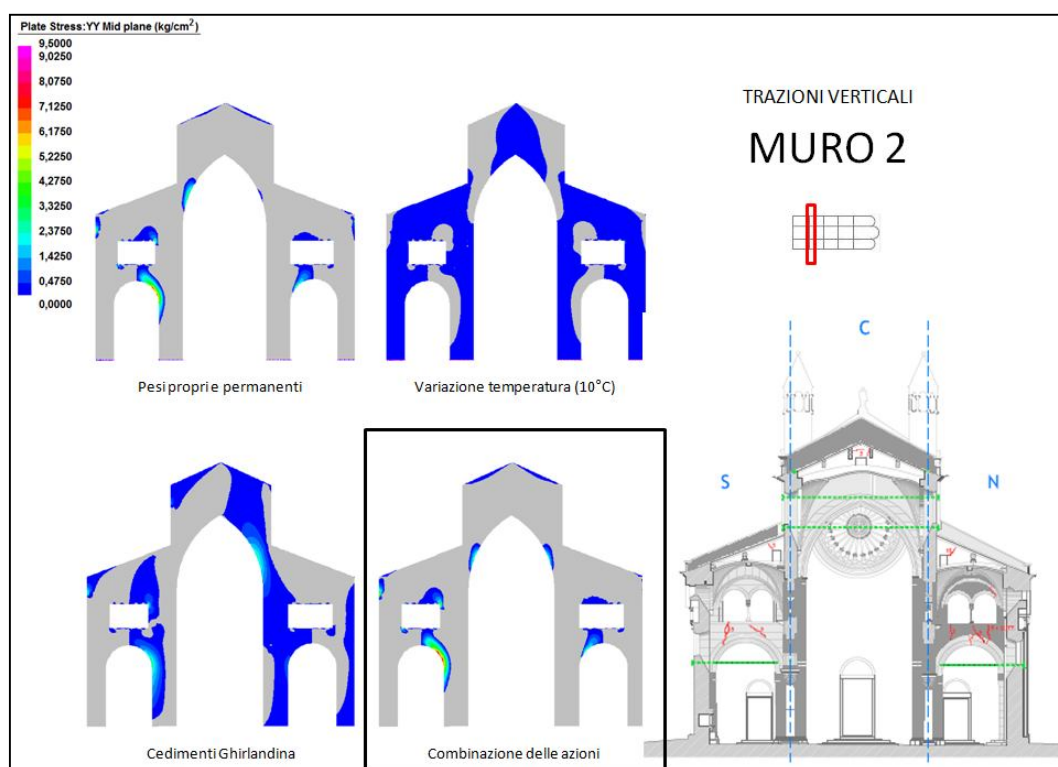 Plate Stress:YY Mid plane (kg/cm²)
9,5000
9,0250
8,0750
7,1250
6,1750
5,2250
4,2750
3,3250
2,3750
1,4250
0,4750
0,0000
TRAZIONI VERTICALI
MURO 2
Pesi propri e permanenti
Variazione temperatura (10°C)
C
S
N
Cedimenti Ghirlandina
Combinazione delle azioni